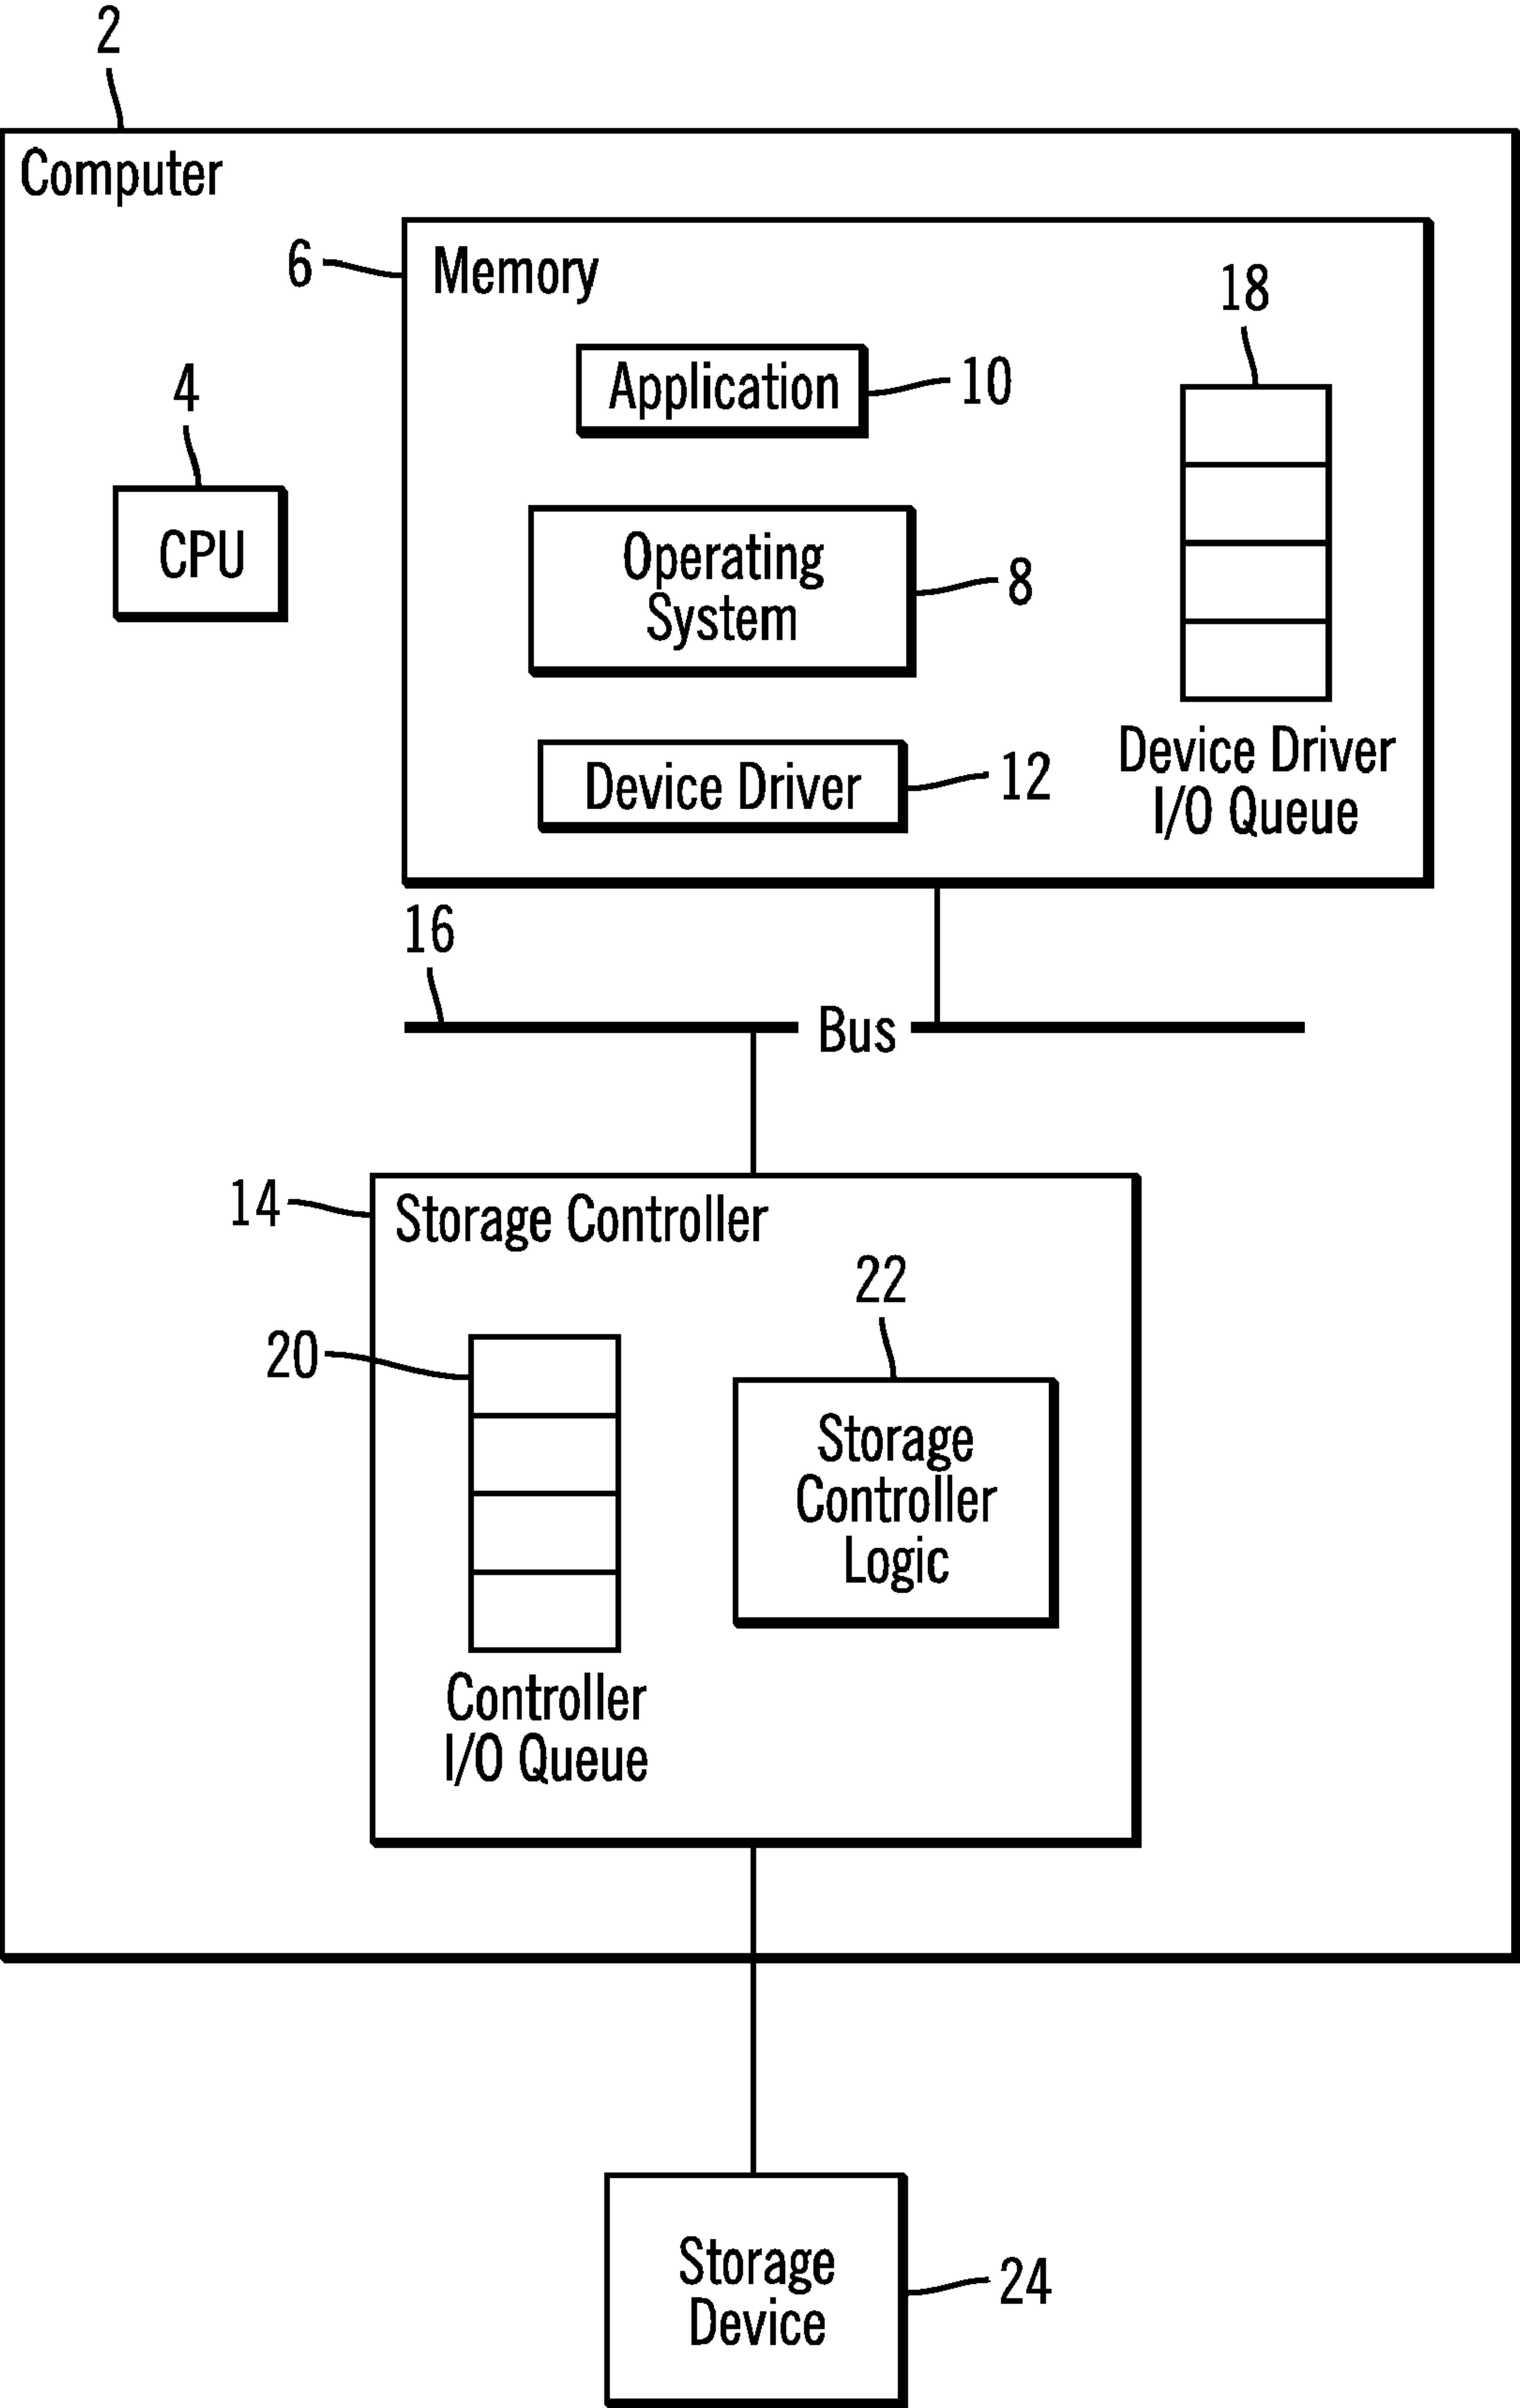 2
Computer
6
Memory
18
Application
10
4
CPU
Operating
System
8
Device Driver
12
Device Driver
I/O Queue
16
Bus
14
Storage Controller
22
20
Storage
Controller
Logic
Controller
I/O Queue
Storage
Device
24